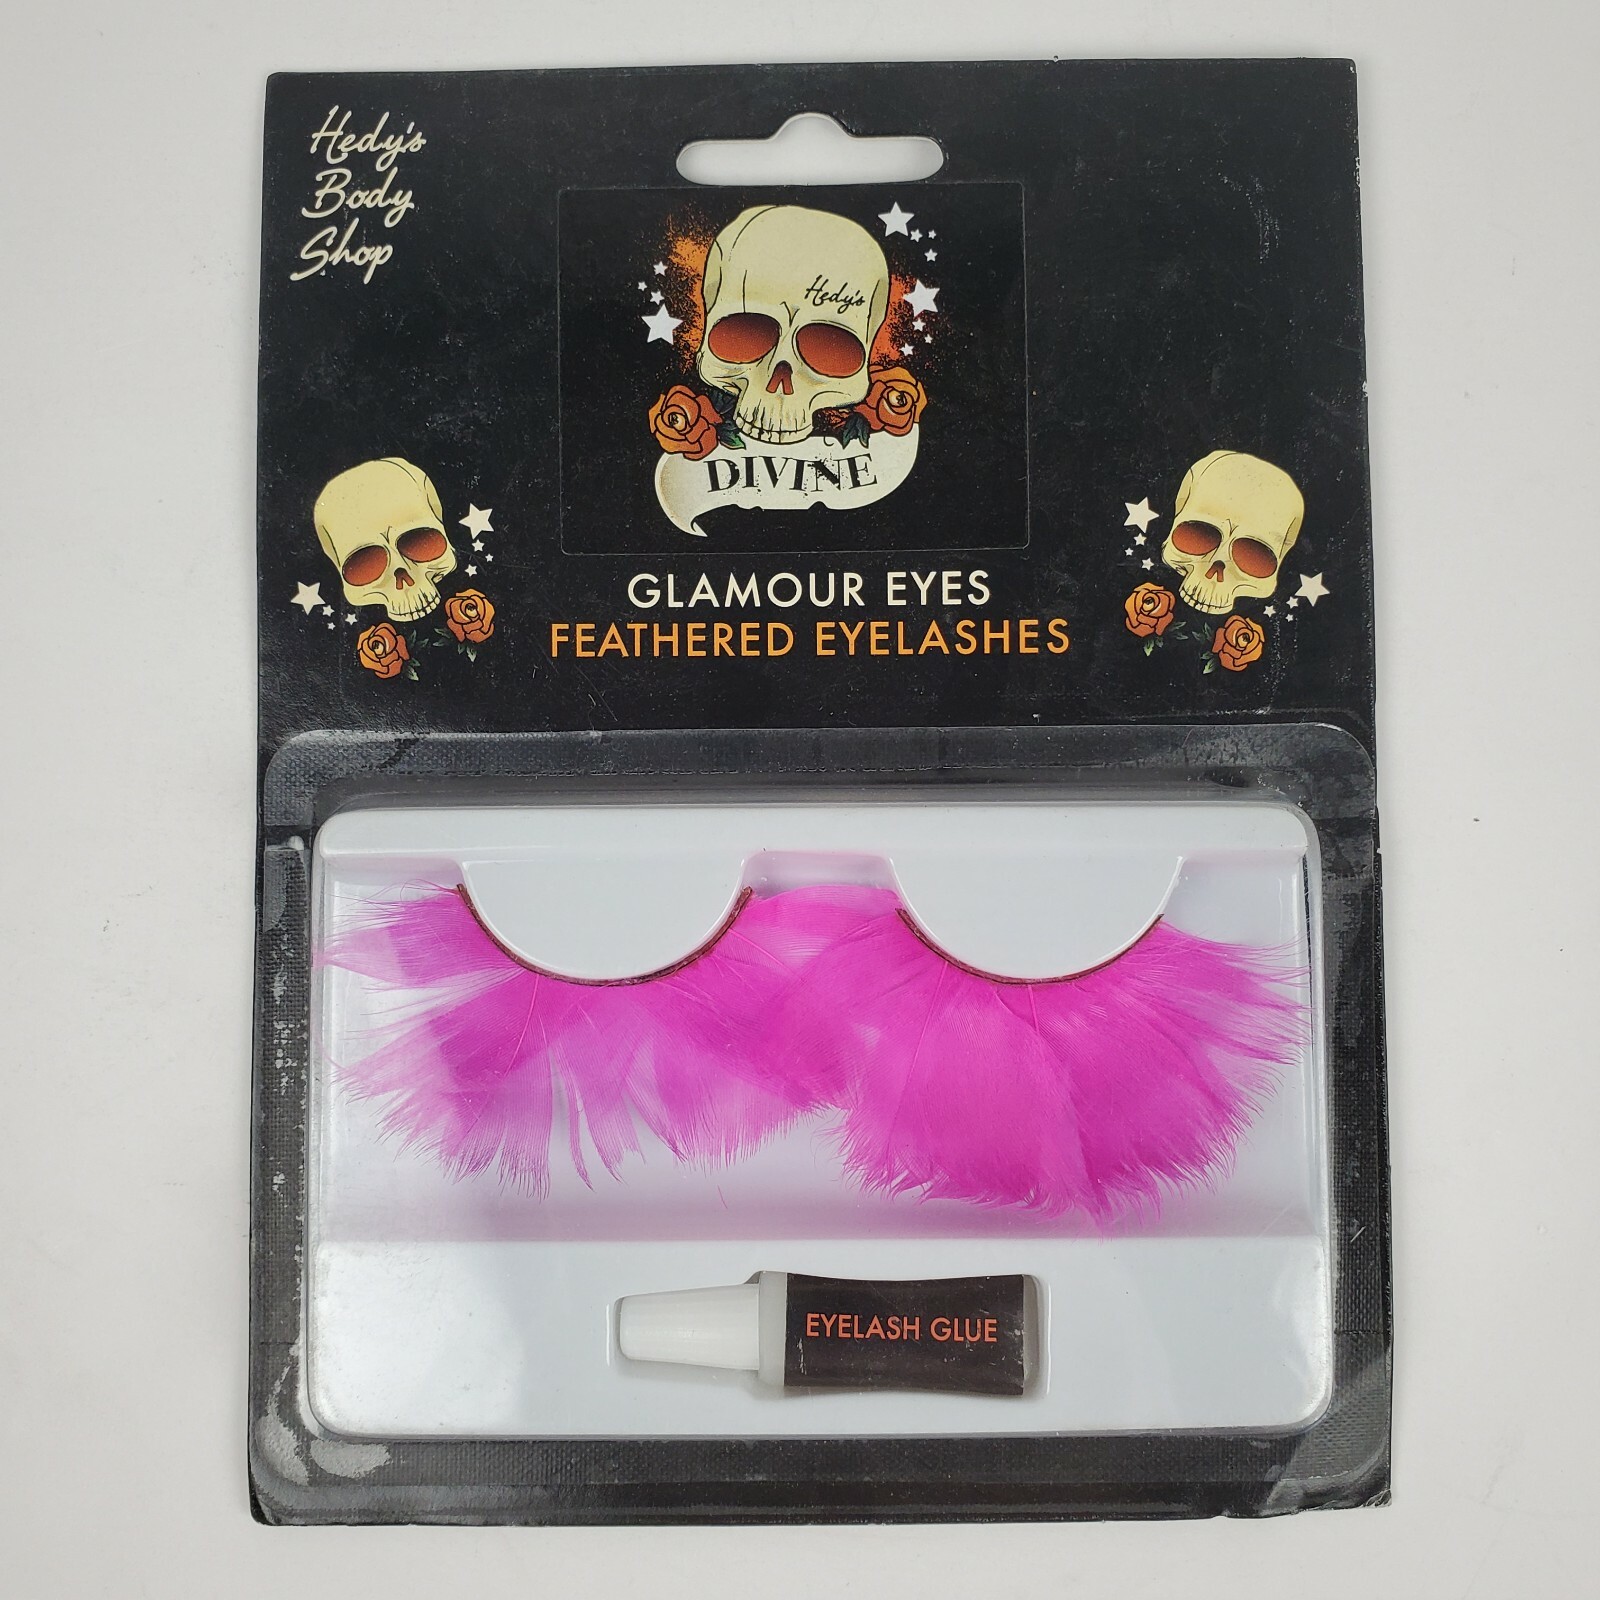 Hedy's
Body
Shop
Hedy's
DIVINE
GLAMOUR EYES
FEATHERED EYELASHES
EYELASH GLUE